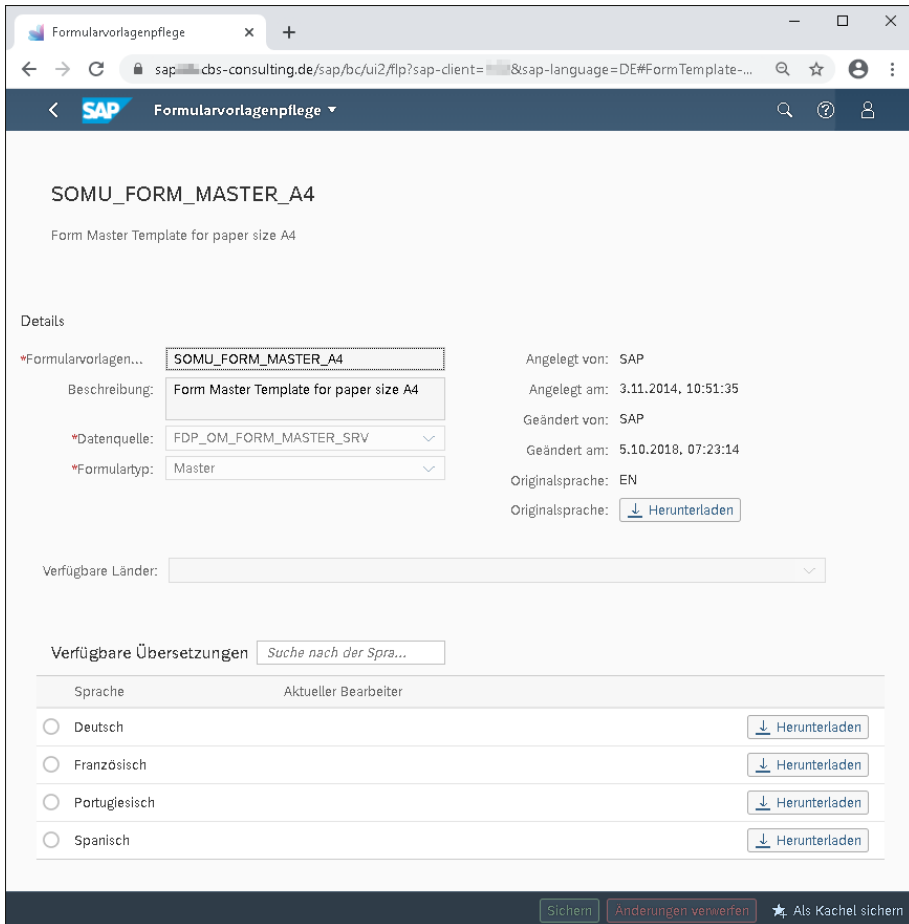 Formularvorlagenpflege
sap cbs-consulting.de/sap/bc/ui2/flp?sap-client= &sap-language=DE#FormTemplate-...
SAP Formularvorlagenpflege
SOMU_FORM_MASTER_A4
Form Master Template for paper size A4
Details
*Formularvorlagen... SOMU_FORM_MASTER_A4
Beschreibung: Form Master Template for paper size A4
*Datenquelle: FDP_OM_FORM_MASTER_SRV
*Formulartyp: Master
Angelegt von: SAP
Angelegt am: 3.11.2014, 10:51:35
Geändert von: SAP
Geändert am: 5.10.2018, 07:23:14
Originalsprache: EN
Originalsprache: Herunterladen
Verfügbare Länder:
Verfügbare Übersetzungen Suche nach der Spra...
Sprache Aktueller Bearbeiter
Deutsch Herunterladen
Französisch Herunterladen
Portugiesisch Herunterladen
Spanisch Herunterladen
Sichern Änderungen verwerfen Als Kachel sichern